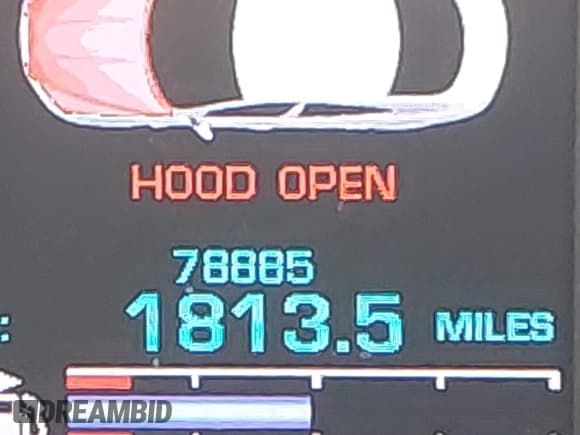 HOOD OPEN
78885
1813.5 MILES
DREAMBID